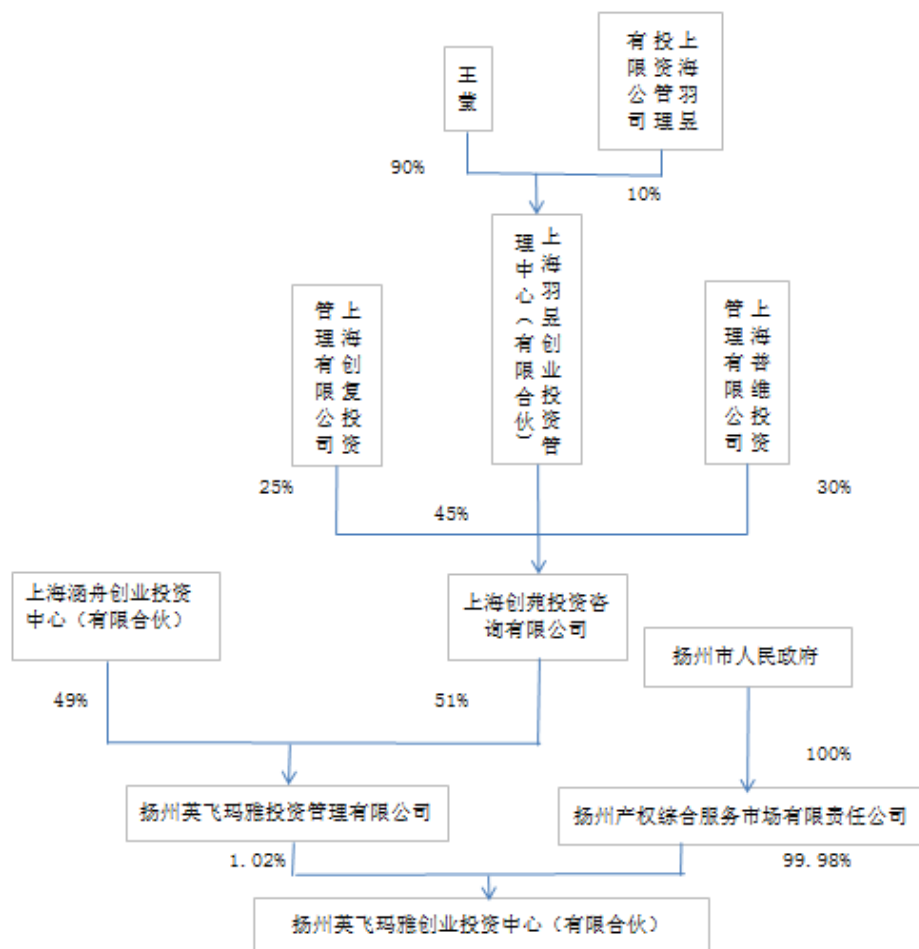 王莹
上海羽昱
投资管理
有限公司
90%
10%
上海羽昱创业投资管
理中心（有限合伙）
上海创复投资
管理有限公司
上海普维投资
管理有限公司
25%
45%
30%
上海涵舟创业投资
中心（有限合伙）
上海创苑投资咨
询有限公司
扬州市人民政府
49%
51%
100%
扬州英飞玛雅投资管理有限公司
扬州产权综合服务市场有限责任公司
1.02%
99.98%
扬州英飞玛雅创业投资中心（有限合伙）